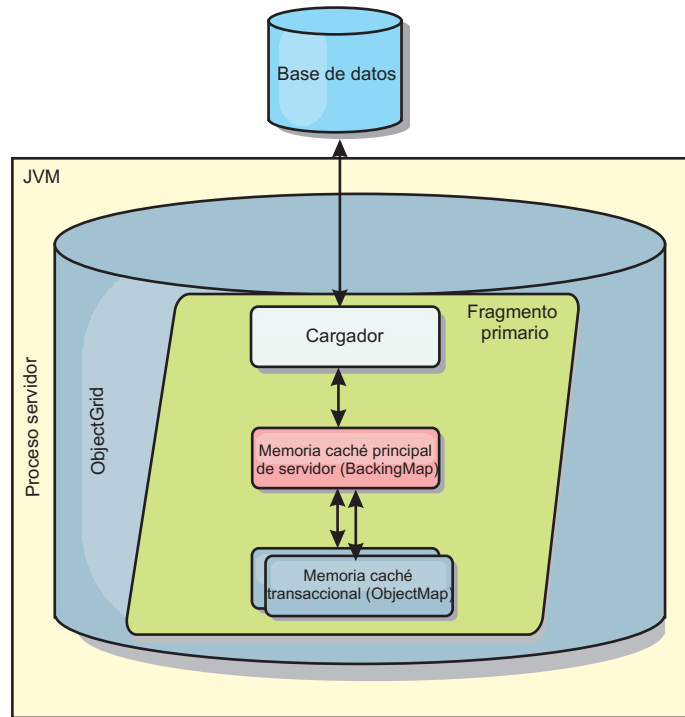 Base de datos
JVM
Proceso servidor
ObjectGrid
Fragmento
primario
Cargador
Memoria caché principal
de servidor (BackingMap)
Memoria caché
transaccional (ObjectMap)